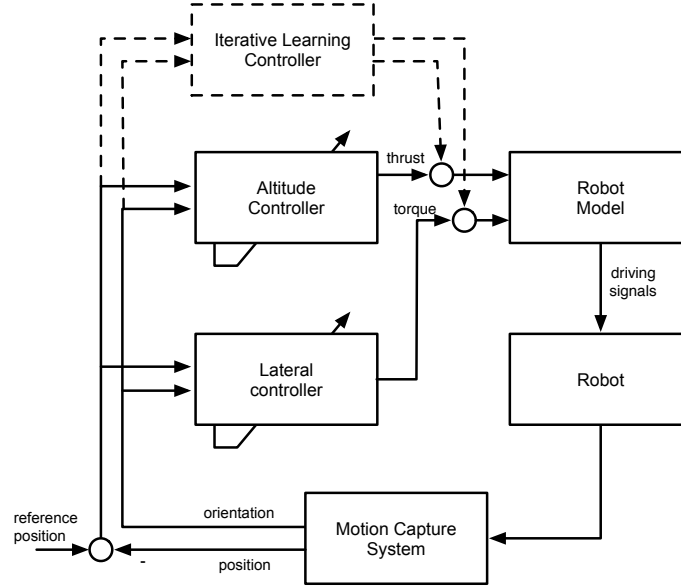 Iterative Learning
Controller
thrust
Altitude
Controller
Robot
Model
torque
driving
signals
Lateral
controller
Robot
orientation
Motion Capture
System
reference
position
-
position